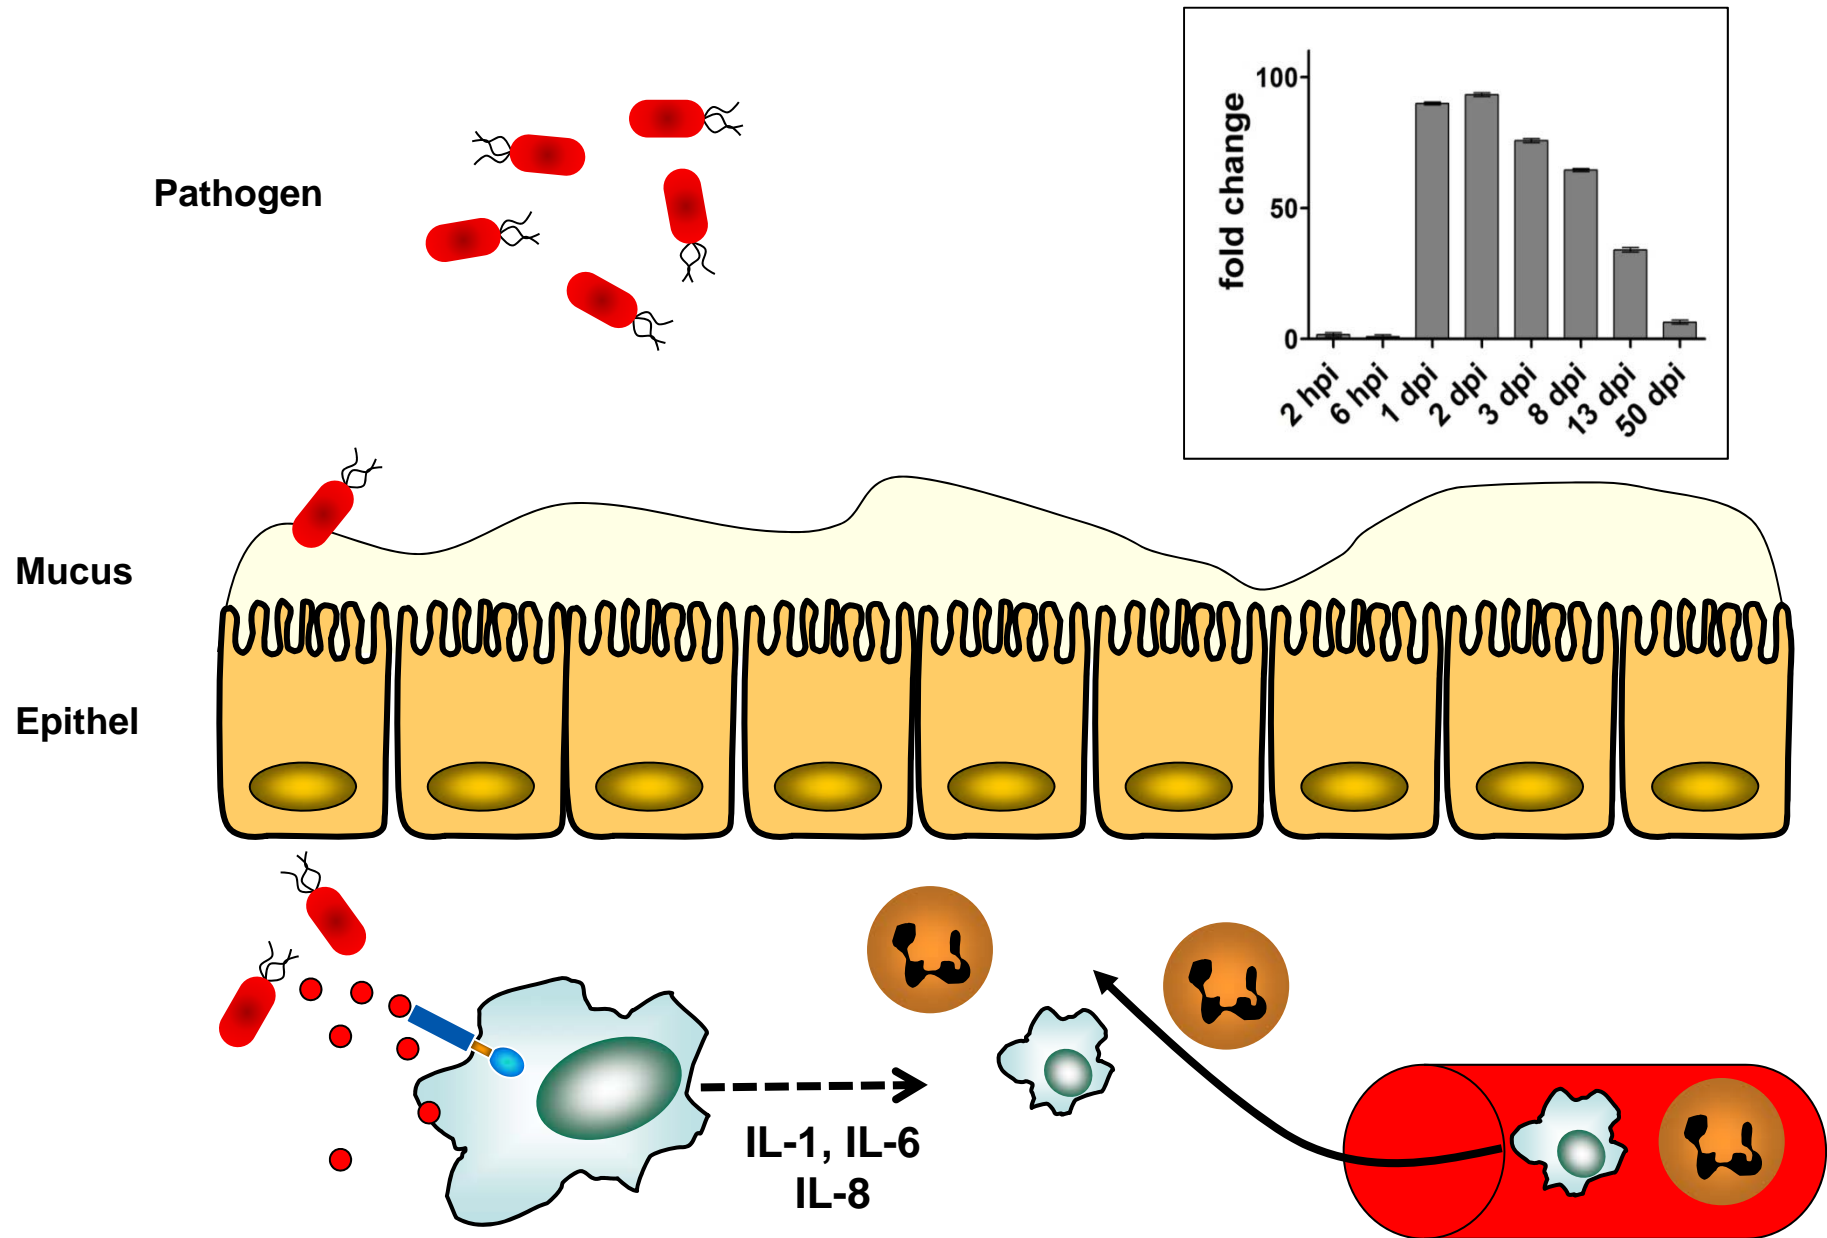 Pathogen
fold change
100
50
0
2 hpi
6 hpi
1 dpi
2 dpi
3 dpi
8 dpi
13 dpi
50 dpi
Mucus
Epithel
IL-1, IL-6
IL-8